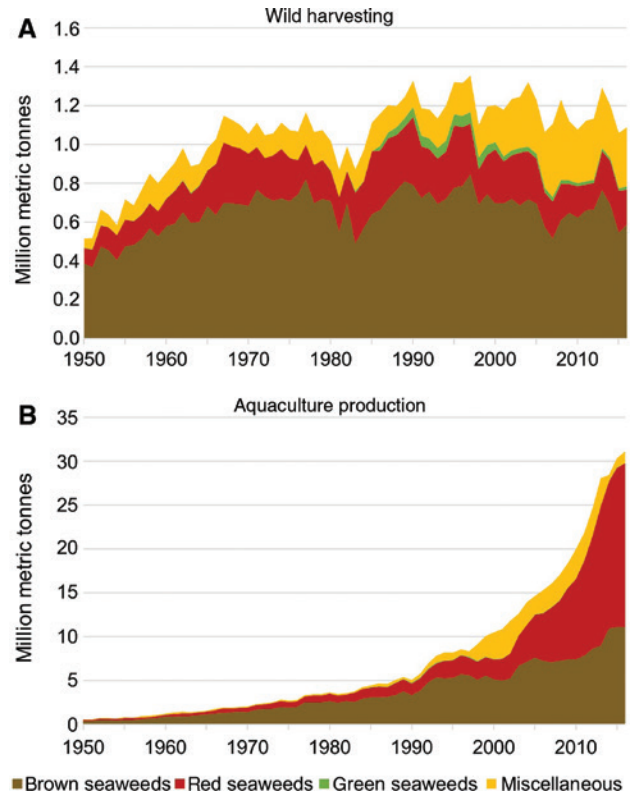 A
Wild harvesting
Million metric tonnes
1.6
1.4
1.2
1.0
0.8
0.6
0.4
0.2
0.0
1950 1960 1970 1980 1990 2000 2010
B
Aquaculture production
Million metric tonnes
35
30
25
20
15
10
5
0
1950 1960 1970 1980 1990 2000 2010
Brown seaweeds Red seaweeds Green seaweeds Miscellaneous